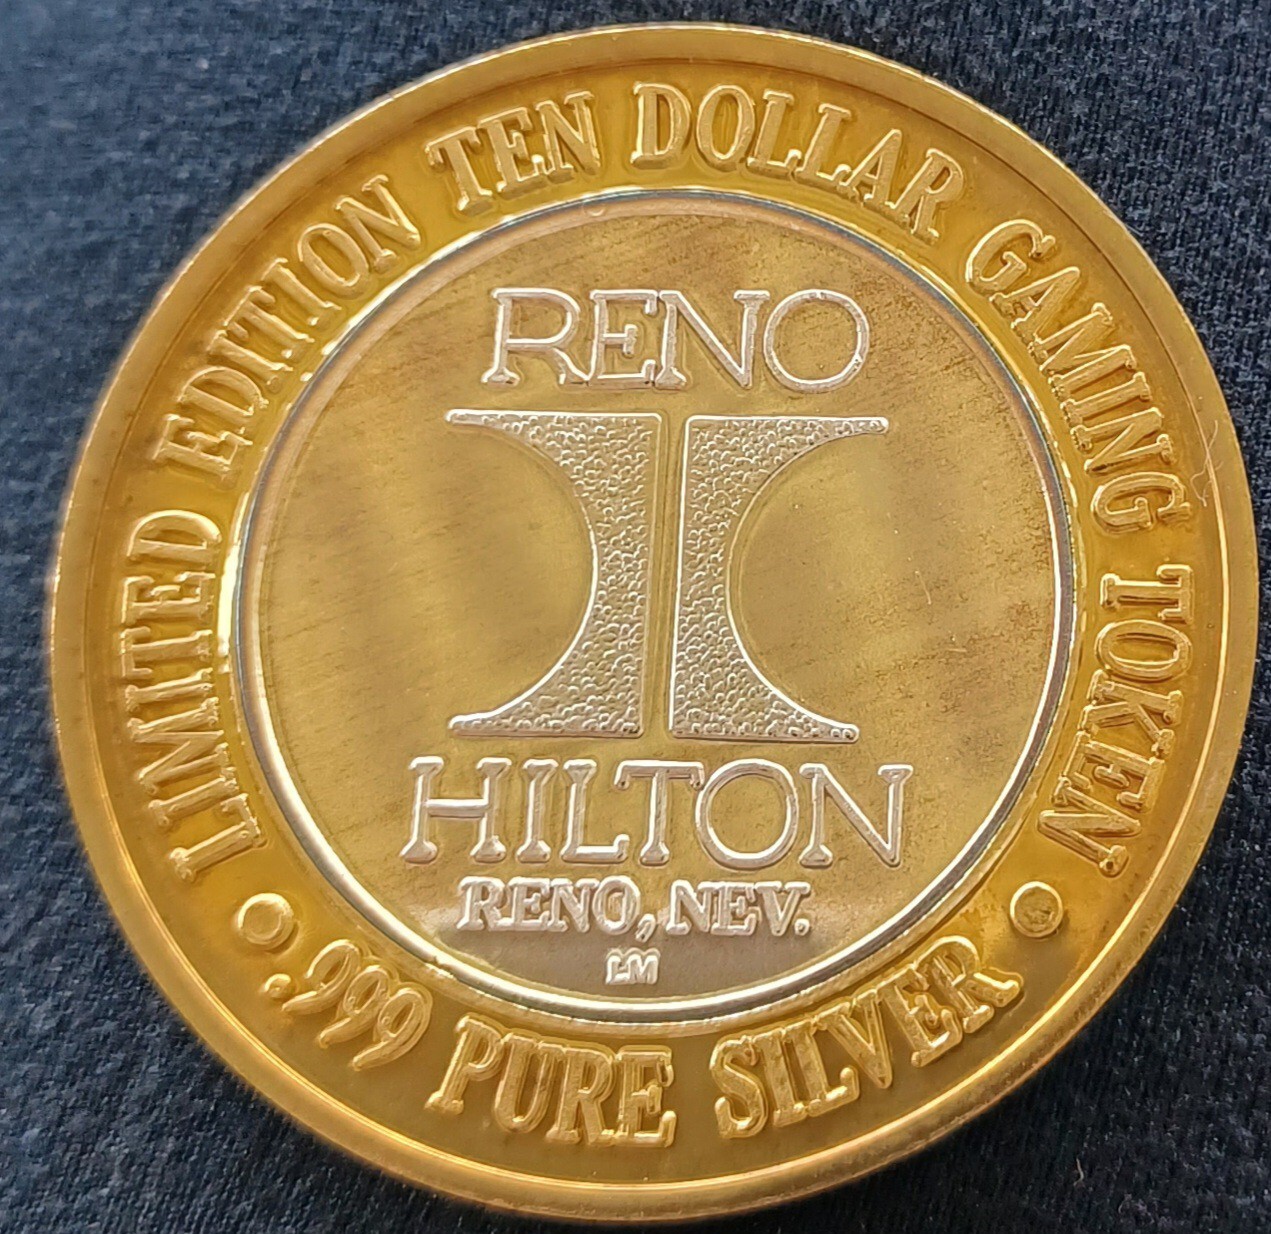 LIMITED EDITION TEN DOLLAR GAMING TOKEN
RENO
HILTON
RENO, NEV.
LM
.999 PURE SILVER